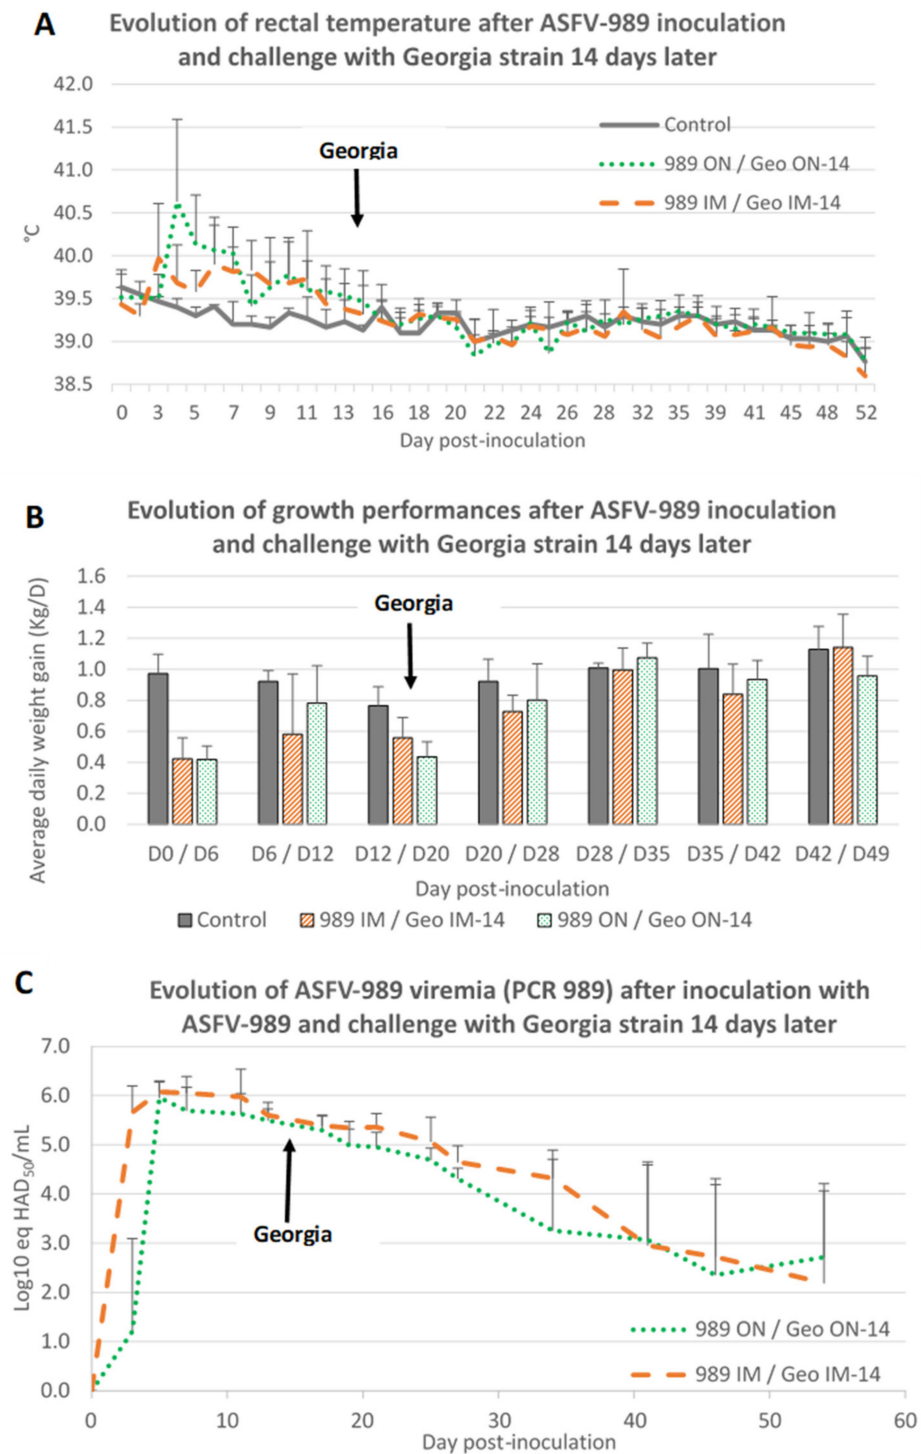 A
Evolution of rectal temperature after ASFV-989 inoculation
and challenge with Georgia strain 14 days later
42.0
41.5
41.0
40.5
40.0
39.5
39.0
38.5
°C
Georgia
Control
989 ON / Geo ON-14
989 IM / Geo IM-14
0 3 5 7 9 11 13 16 18 20 22 24 26 28 32 35 39 41 45 48 52
Day post-inoculation
B
Evolution of growth performances after ASFV-989 inoculation
and challenge with Georgia strain 14 days later
Average daily weight gain (Kg/D)
1.6
1.4
1.2
1.0
0.8
0.6
0.4
0.2
0.0
Georgia
D0 / D6 D6 / D12 D12 / D20 D20 / D28 D28 / D35 D35 / D42 D42 / D49
Day post-inoculation
Control 989 IM / Geo IM-14 989 ON / Geo ON-14
C
Evolution of ASFV-989 viremia (PCR 989) after inoculation with
ASFV-989 and challenge with Georgia strain 14 days later
Log10 eq HAD₅₀/mL
7.0
6.0
5.0
4.0
3.0
2.0
1.0
0.0
Georgia
989 ON / Geo ON-14
989 IM / Geo IM-14
0 10 20 30 40 50 60
Day post-inoculation